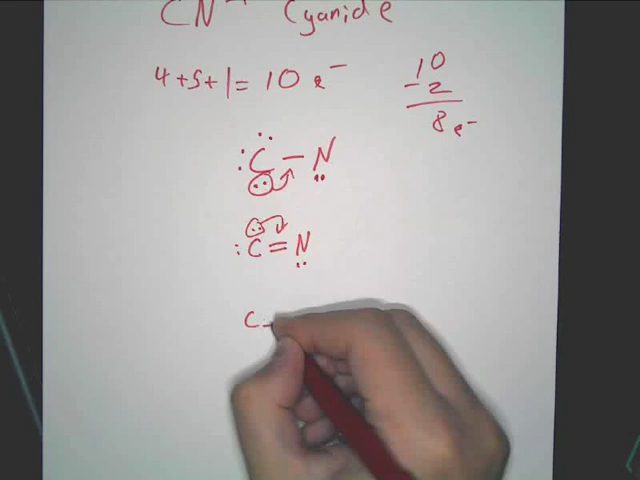 CN⁻ Cyanide
4+5+1= 10 e⁻
10
-2
8 e⁻
:C̈-N̤
:C=N̤
C-